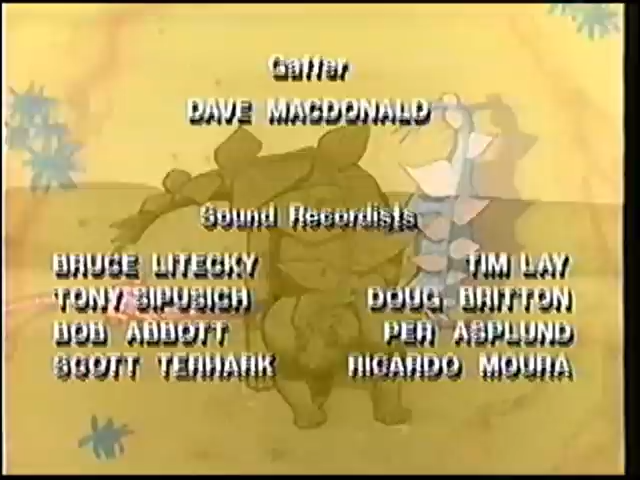 Gaffer
DAVE MACDONALD
Sound Recordists
BRUCE LITECKY TIM LAY
TONY SIPUSICH DOUG BRITTON
BOB ABBOTT PER ASPLUND
SCOTT TERHARK RICARDO MOURA